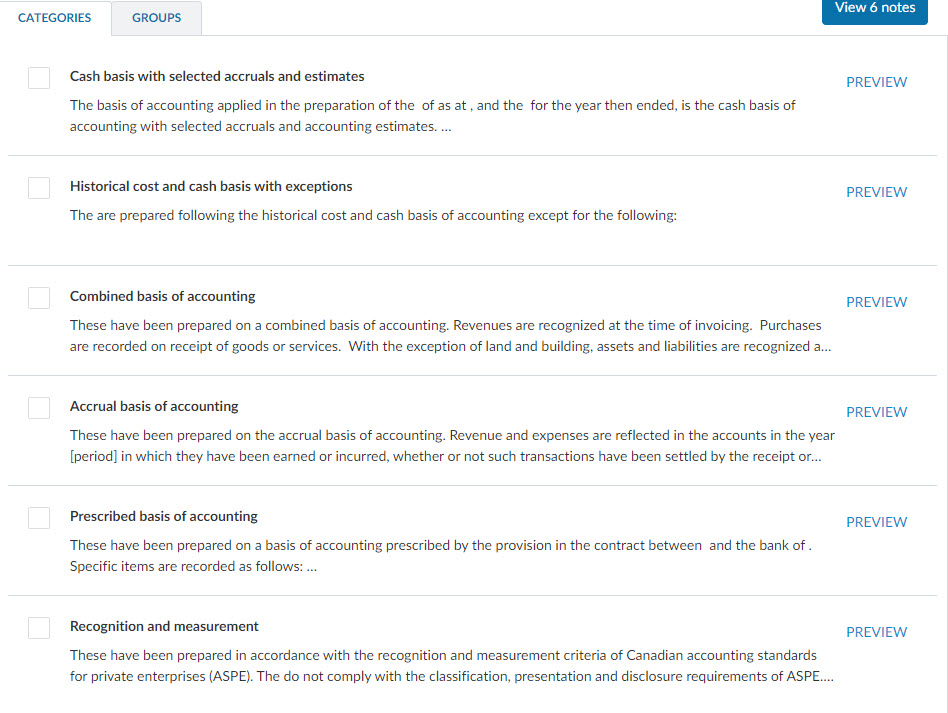 CATEGORIES
GROUPS
View 6 notes
Cash basis with selected accruals and estimates
PREVIEW
The basis of accounting applied in the preparation of the  of as at , and the  for the year then ended, is the cash basis of
accounting with selected accruals and accounting estimates. ...
Historical cost and cash basis with exceptions
PREVIEW
The are prepared following the historical cost and cash basis of accounting except for the following:
Combined basis of accounting
PREVIEW
These have been prepared on a combined basis of accounting. Revenues are recognized at the time of invoicing.  Purchases
are recorded on receipt of goods or services.  With the exception of land and building, assets and liabilities are recognized a...
Accrual basis of accounting
PREVIEW
These have been prepared on the accrual basis of accounting. Revenue and expenses are reflected in the accounts in the year
[period] in which they have been earned or incurred, whether or not such transactions have been settled by the receipt or...
Prescribed basis of accounting
PREVIEW
These have been prepared on a basis of accounting prescribed by the provision in the contract between  and the bank of .
Specific items are recorded as follows: ...
Recognition and measurement
PREVIEW
These have been prepared in accordance with the recognition and measurement criteria of Canadian accounting standards
for private enterprises (ASPE). The do not comply with the classification, presentation and disclosure requirements of ASPE....